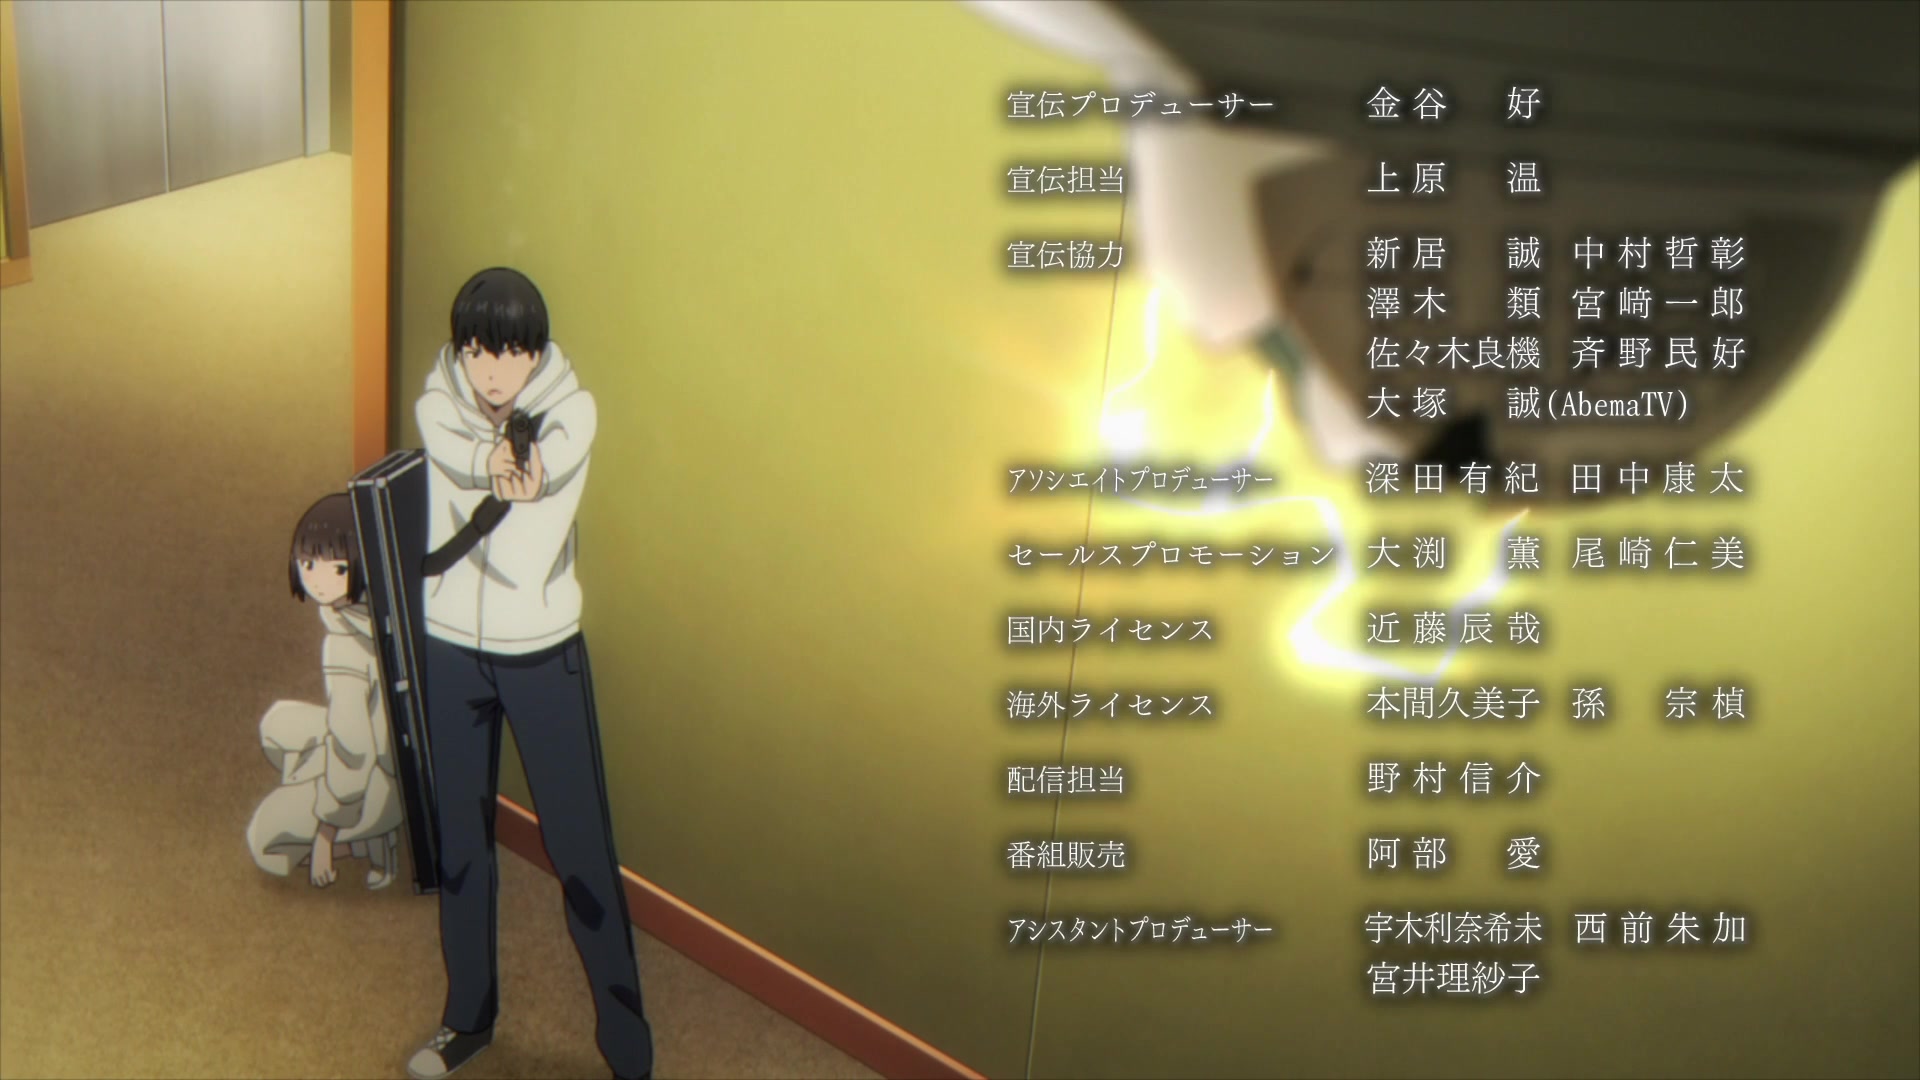 宣伝プロデューサー 金谷 好
宣伝担当 上原 温
宣伝協力 新居 誠 中村哲彰
澤木 類 宮﨑一郎
佐々木良機 斉野民好
大塚 誠(AbemaTV)
アソシエイトプロデューサー 深田有紀 田中康太
セールスプロモーション 大渕 薫 尾崎仁美
国内ライセンス 近藤辰哉
海外ライセンス 本間久美子 孫 宗楨
配信担当 野村信介
番組販売 阿部 愛
アシスタントプロデューサー 宇木利奈希未 西前朱加
宮井理紗子